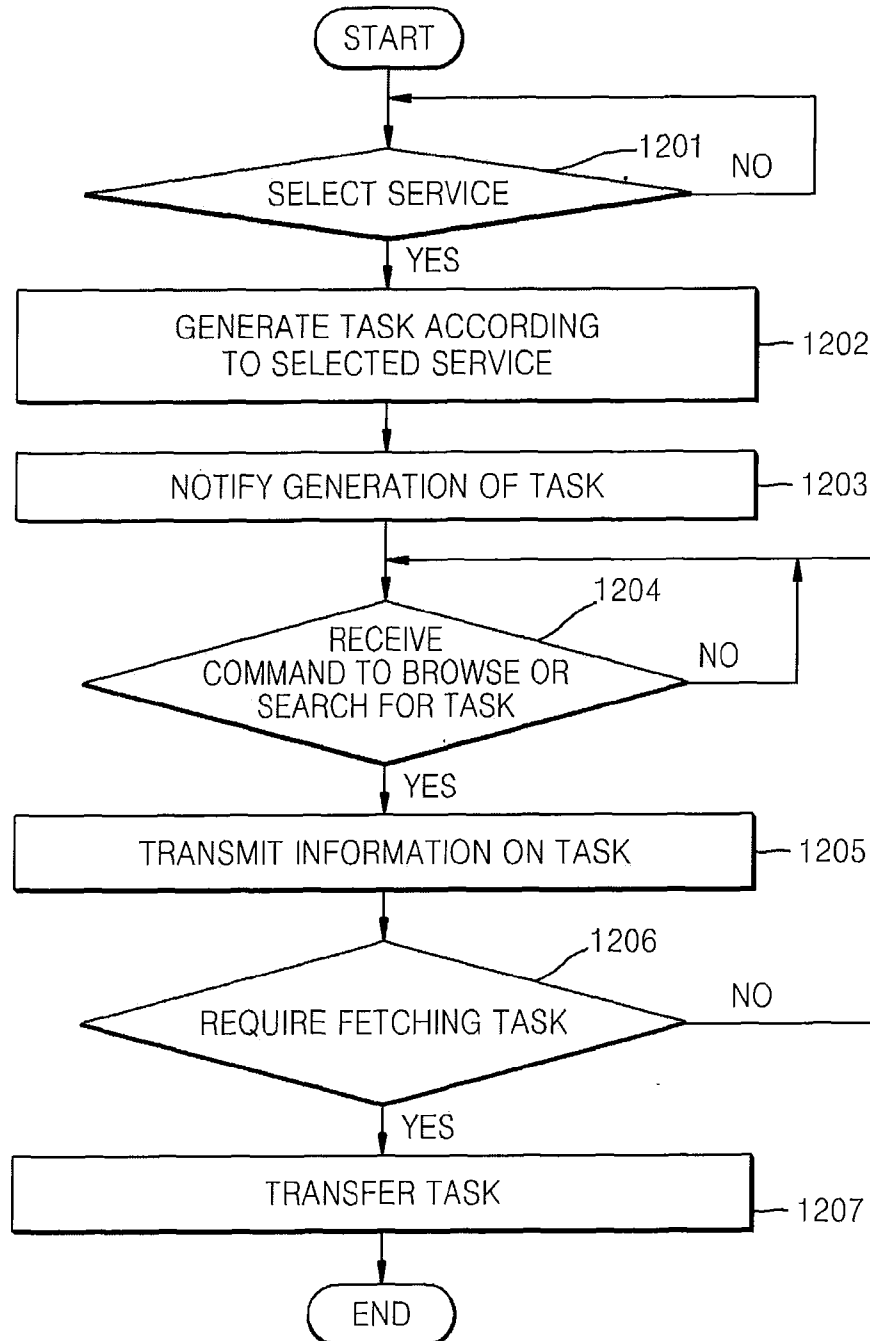 START
1201
NO
SELECT SERVICE
YES
GENERATE TASK ACCORDING
TO SELECTED SERVICE
1202
NOTIFY GENERATION OF TASK
1203
1204
RECEIVE
COMMAND TO BROWSE OR
SEARCH FOR TASK
NO
YES
TRANSMIT INFORMATION ON TASK
1205
1206
NO
REQUIRE FETCHING TASK
YES
TRANSFER TASK
1207
END